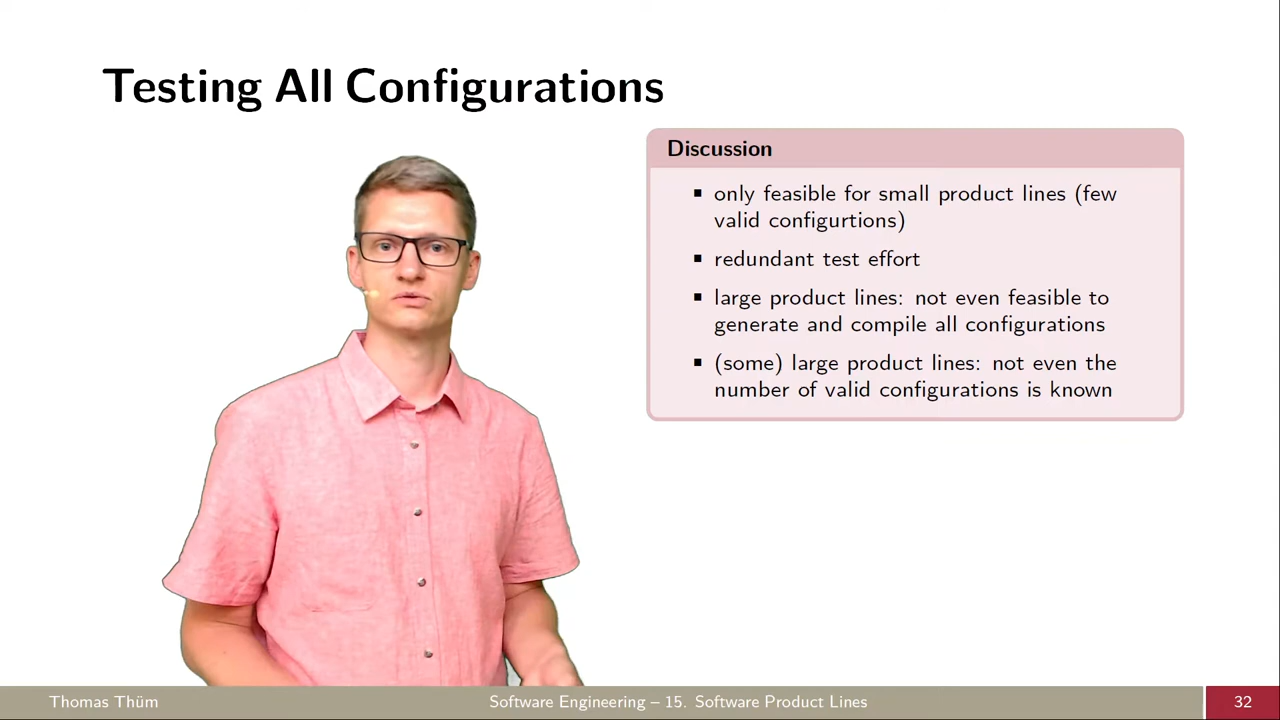 Testing All Configurations
Discussion
▪ only feasible for small product lines (few
valid configurtions)
▪ redundant test effort
▪ large product lines: not even feasible to
generate and compile all configurations
▪ (some) large product lines: not even the
number of valid configurations is known
Thomas Thüm
Software Engineering – 15. Software Product Lines
32